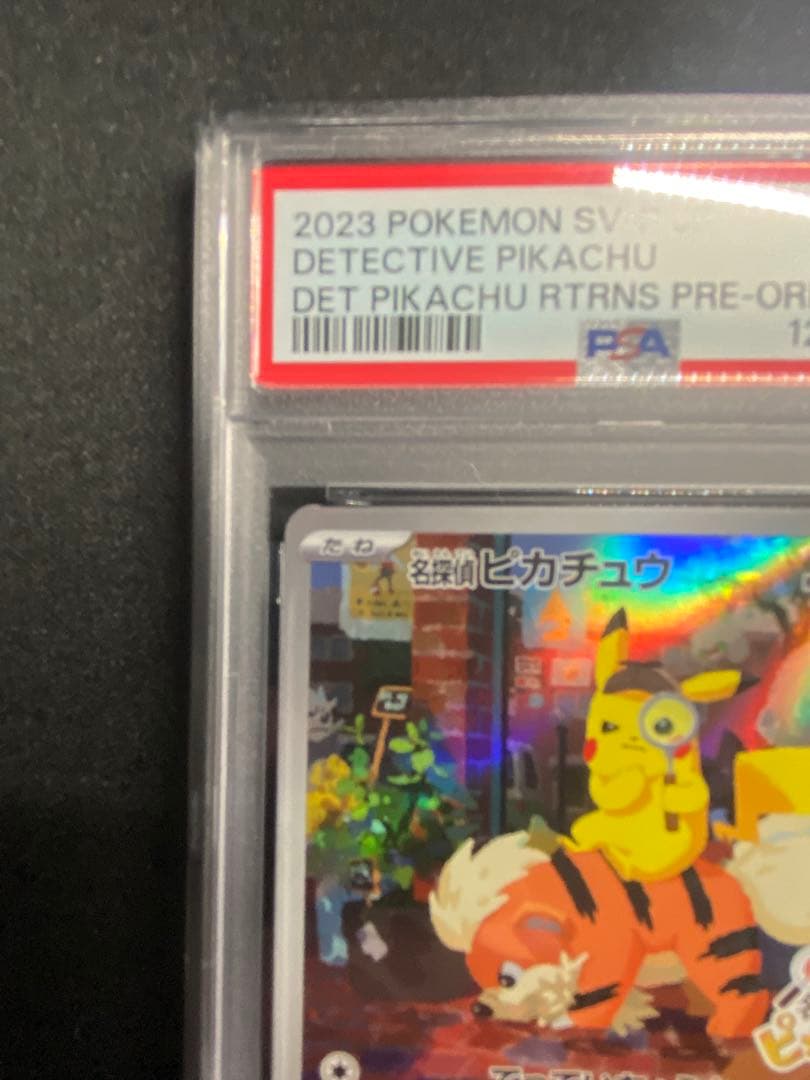 2023 POKEMON SV
DETECTIVE PIKACHU
DET PIKACHU RTRNS PRE-OR
PSA
12
たね
名探偵ピカチュウ